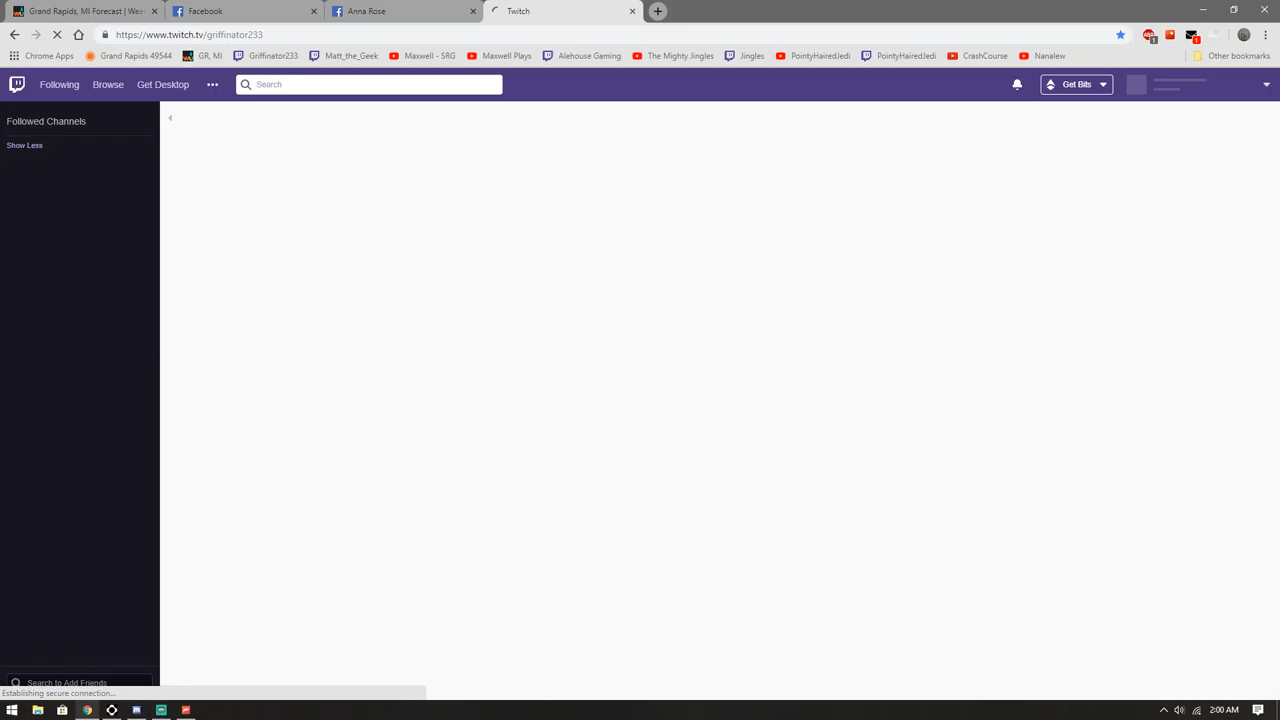 Grand Rapids, MI Forecast | Wea
Facebook
Anna Rose
Twitch
https://www.twitch.tv/griffinator233
Chrome Apps
Grand Rapids 49544
GR, MI
Griffinator233
Matt_the_Geek
Maxwell - SRG
Maxwell Plays
Alehouse Gaming
The Mighty Jingles
Jingles
PointyHairedJedi
PointyHairedJedi
CrashCourse
Nanalew
Other bookmarks
Following
Browse
Get Desktop
Search
Get Bits
Followed Channels
Show Less
Search to Add Friends
Establishing secure connection...
2:00 AM